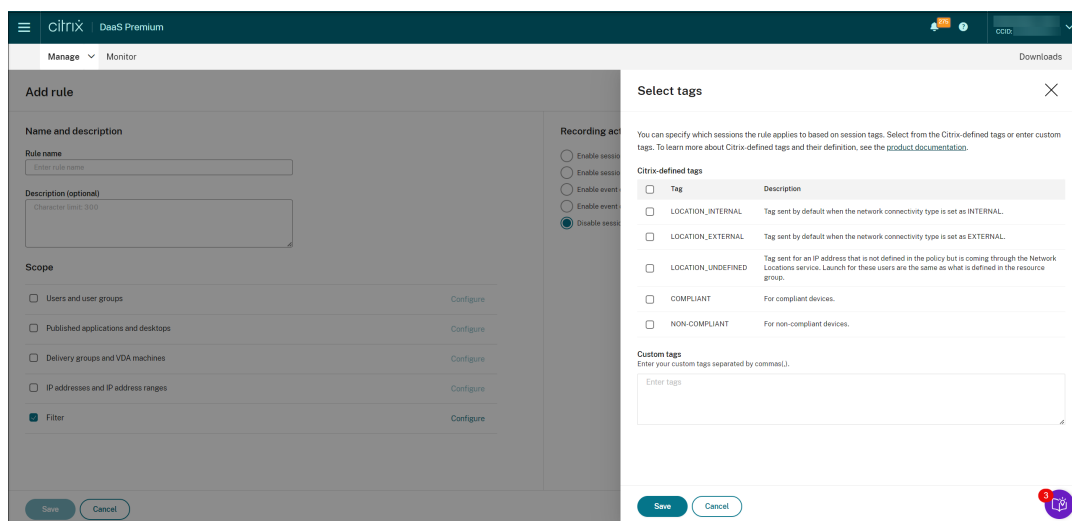 citrix | DaaS Premium
275
?
CCID:
Manage Monitor
Downloads
Add rule
Name and description
Rule name
Enter rule name
Description (optional)
Character limit: 300
Scope
Users and user groups Configure
Published applications and desktops Configure
Delivery groups and VDA machines Configure
IP addresses and IP address ranges Configure
Filter Configure
Save Cancel
Recording act
Enable sessio
Enable sessio
Enable event
Enable event
Disable sessi
Select tags
You can specify which sessions the rule applies to based on session tags. Select from the Citrix-defined tags or enter custom
tags. To learn more about Citrix-defined tags and their definition, see the product documentation.
Citrix-defined tags
Tag Description
LOCATION_INTERNAL Tag sent by default when the network connectivity type is set as INTERNAL.
LOCATION_EXTERNAL Tag sent by default when the network connectivity type is set as EXTERNAL.
LOCATION_UNDEFINED Tag sent for an IP address that is not defined in the policy but is coming through the Network
Locations service. Launch for these users are the same as what is defined in the resource
group.
COMPLIANT For compliant devices.
NON-COMPLIANT For non-compliant devices.
Custom tags
Enter your custom tags separated by commas(,).
Enter tags
Save Cancel
3